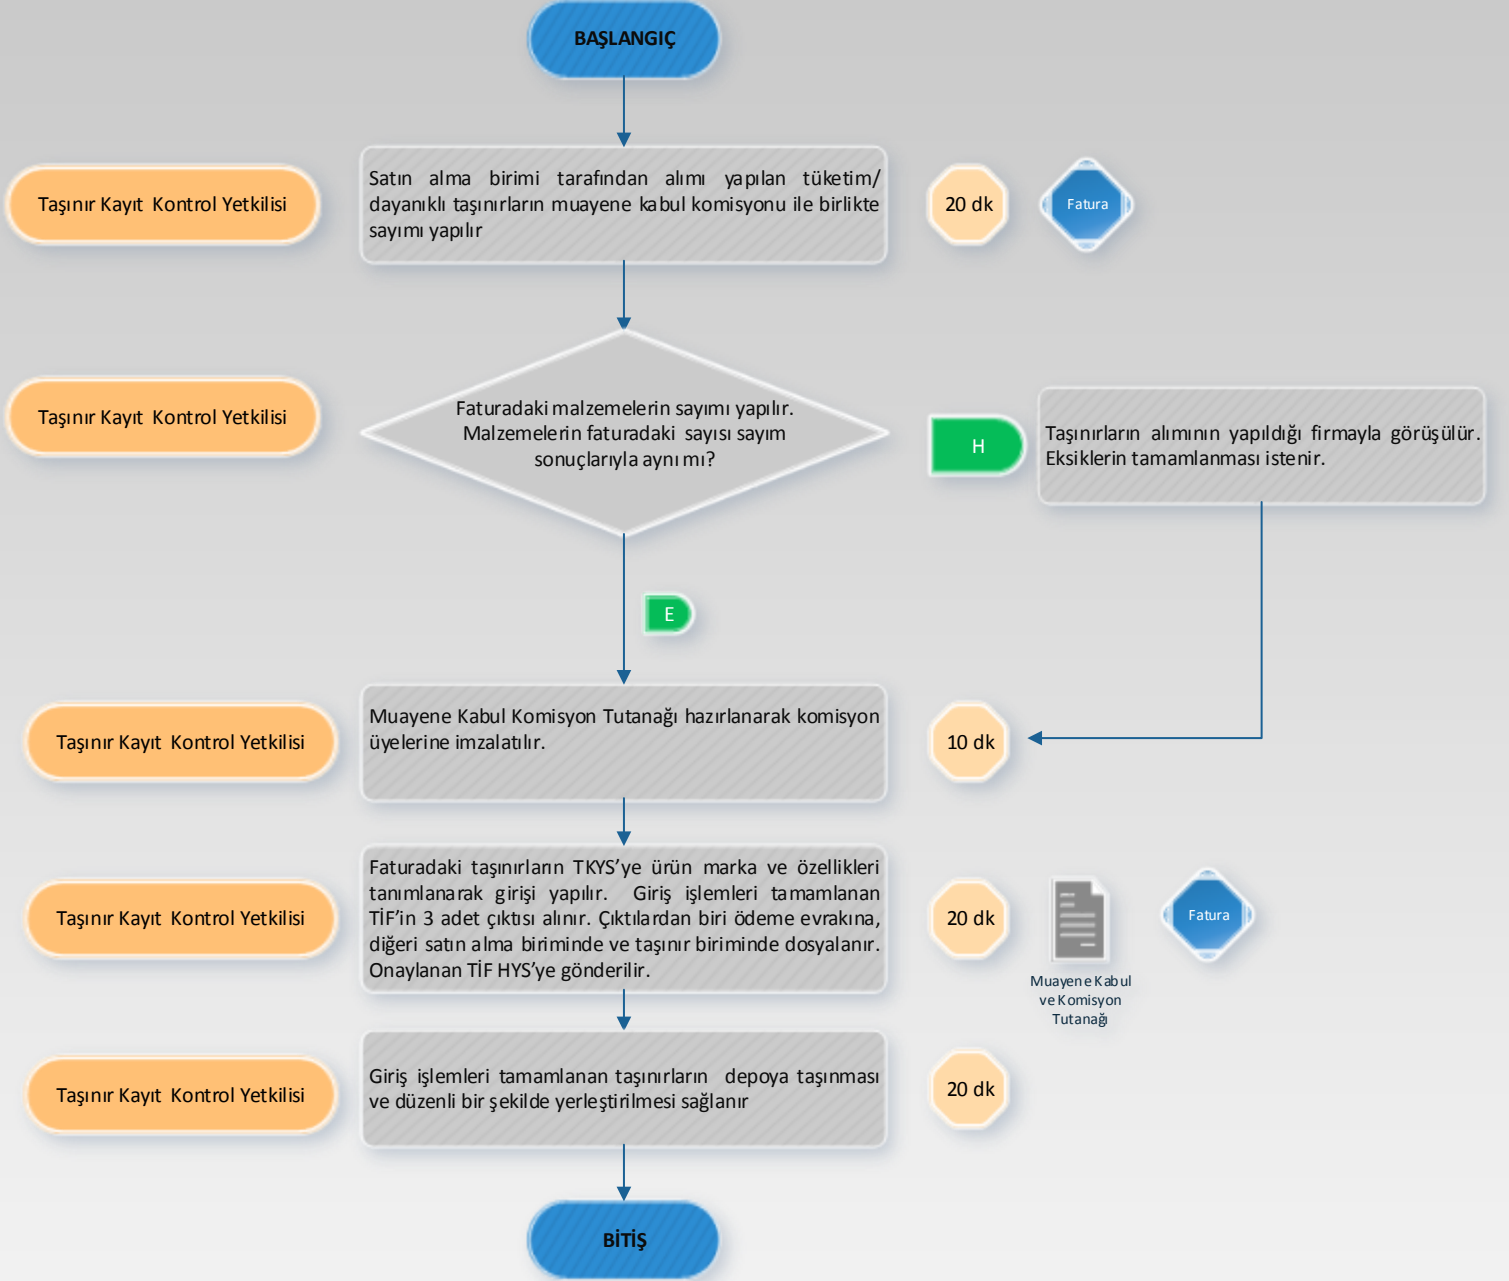 BAŞLANGIÇ
Taşınır Kayıt Kontrol Yetkilisi
Satın alma birimi tarafından alımı yapılan tüketim/
dayanıklı taşınırların muayene kabul komisyonu ile birlikte
sayımı yapılır
20 dk
Fatura
Taşınır Kayıt Kontrol Yetkilisi
Faturadaki malzemelerin sayımı yapılır.
Malzemelerin faturadaki sayısı sayım
sonuçlarıyla aynı mı?
H
Taşınırların alımının yapıldığı firmayla görüşülür.
Eksiklerin tamamlanması istenir.
E
Taşınır Kayıt Kontrol Yetkilisi
Muayene Kabul Komisyon Tutanağı hazırlanarak komisyon
üyelerine imzalatılır.
10 dk
Taşınır Kayıt Kontrol Yetkilisi
Faturadaki taşınırların TKYS’ye ürün marka ve özellikleri
tanımlanarak girişi yapılır. Giriş işlemleri tamamlanan
TİF’in 3 adet çıktısı alınır. Çıktılardan biri ödeme evrakına,
diğeri satın alma biriminde ve taşınır biriminde dosyalanır.
Onaylanan TİF HYS’ye gönderilir.
20 dk
Muayene Kabul
ve Komisyon
Tutanağı
Fatura
Taşınır Kayıt Kontrol Yetkilisi
Giriş işlemleri tamamlanan taşınırların depoya taşınması
ve düzenli bir şekilde yerleştirilmesi sağlanır
20 dk
BİTİŞ